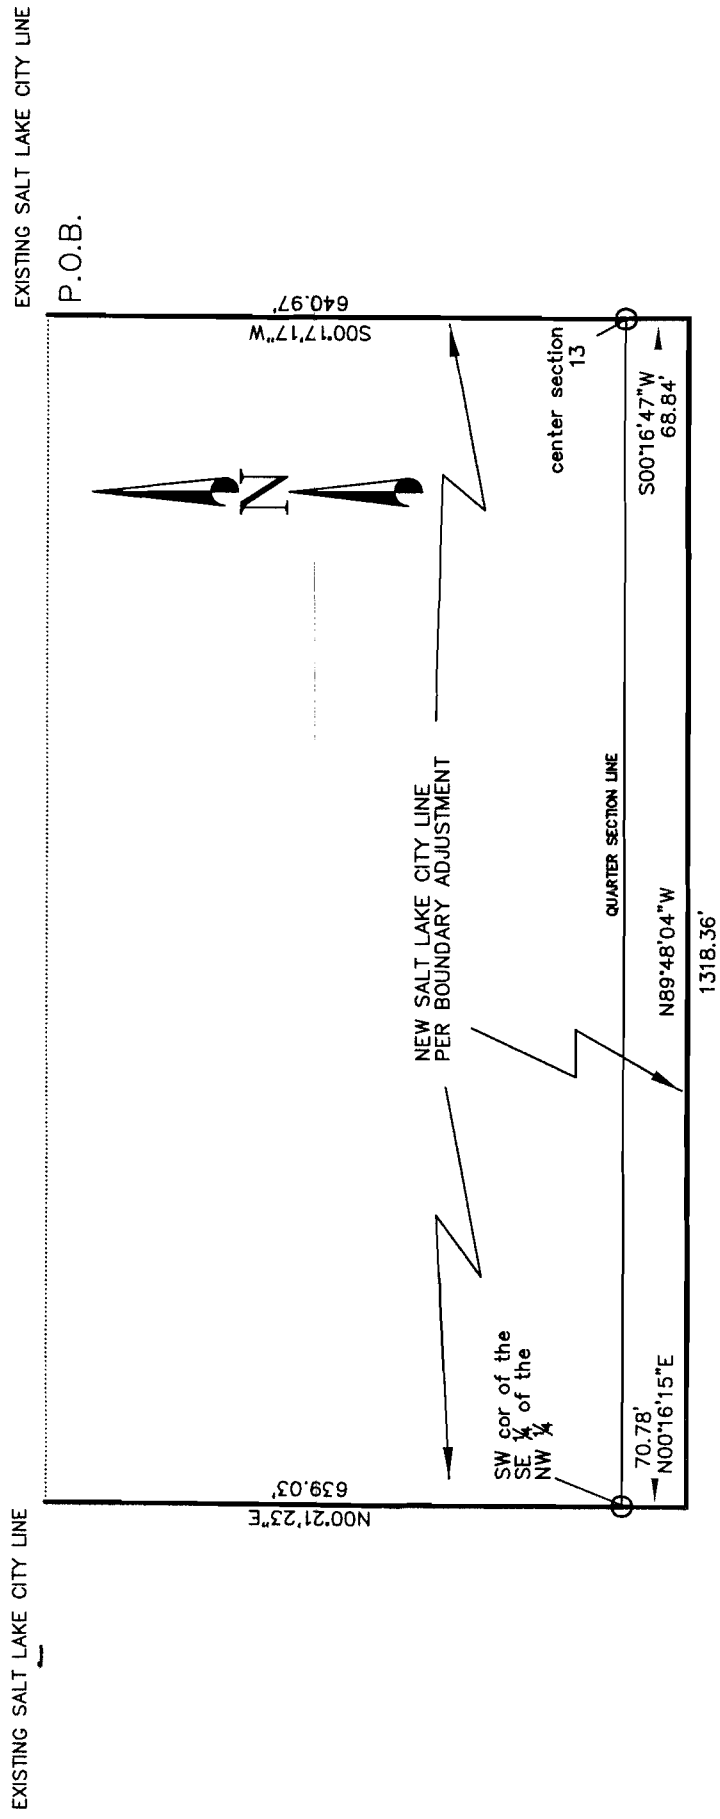 EXISTING SALT LAKE CITY LINE
EXISTING SALT LAKE CITY LINE
P.O.B.
N00°21'23"E
639.03'
S00°17'17"W
640.97'
N
NEW SALT LAKE CITY LINE
PER BOUNDARY ADJUSTMENT
SW cor of the
SE ¼ of the
NW ¼
center section
13
QUARTER SECTION LINE
70.78'
N00°16'15"E
N89°48'04"W
1318.36'
S00°16'47"W
68.84'